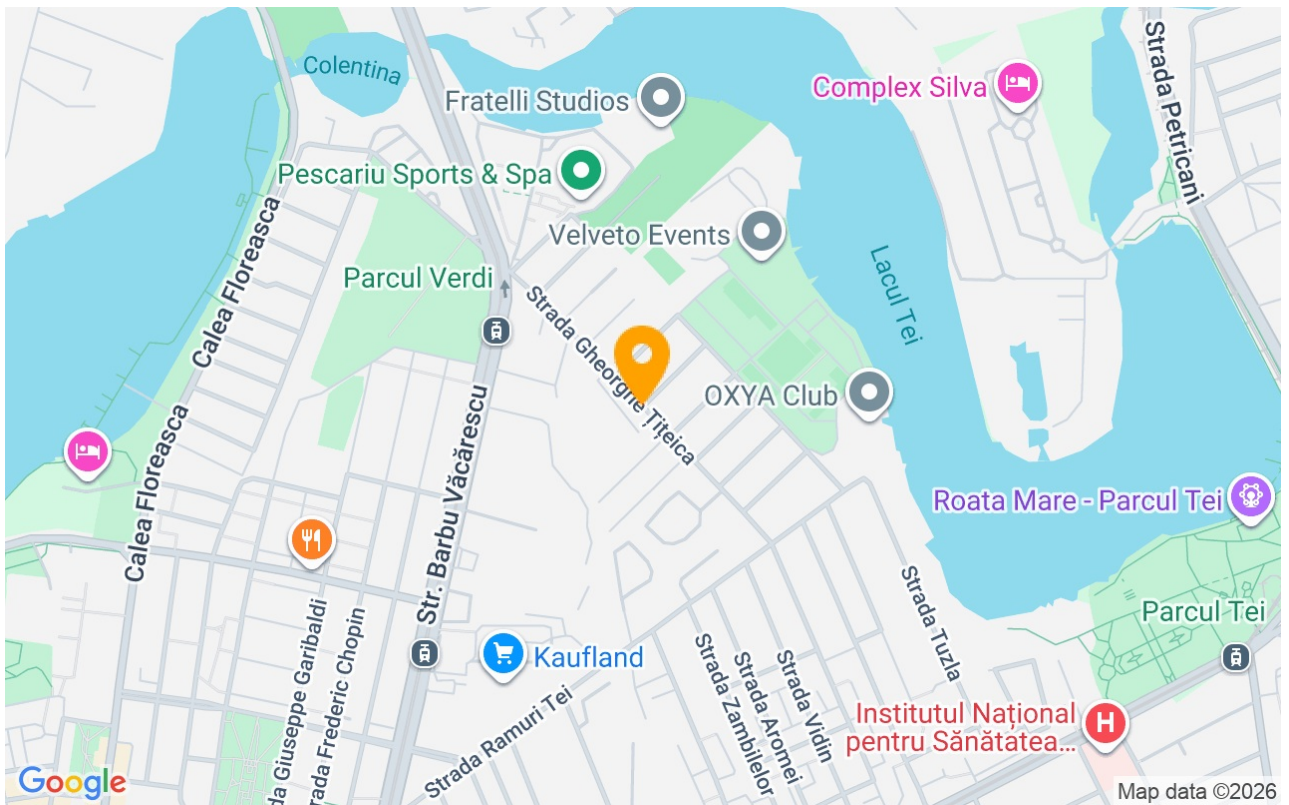 Colentina
Fratelli Studios
Complex Silva
Strada Petricani
Pescariu Sports & Spa
Calea Floreasca
Velveto Events
Lacul Tei
Parcul Verdi
Strada Gheorghe Țițeica
OXYA Club
Calea Floreasca
Str. Barbu Văcărescu
Roata Mare - Parcul Tei
Strada Tuzla
Parcul Tei
Kaufland
Strada Ramuri Tei
Strada Zambilelor
Strada Aromei
Strada Vidin
Institutul Național
pentru Sănătatea...
H
da Giuseppe Garibaldi
rada Frederic Chopin
Google
Map data ©2026